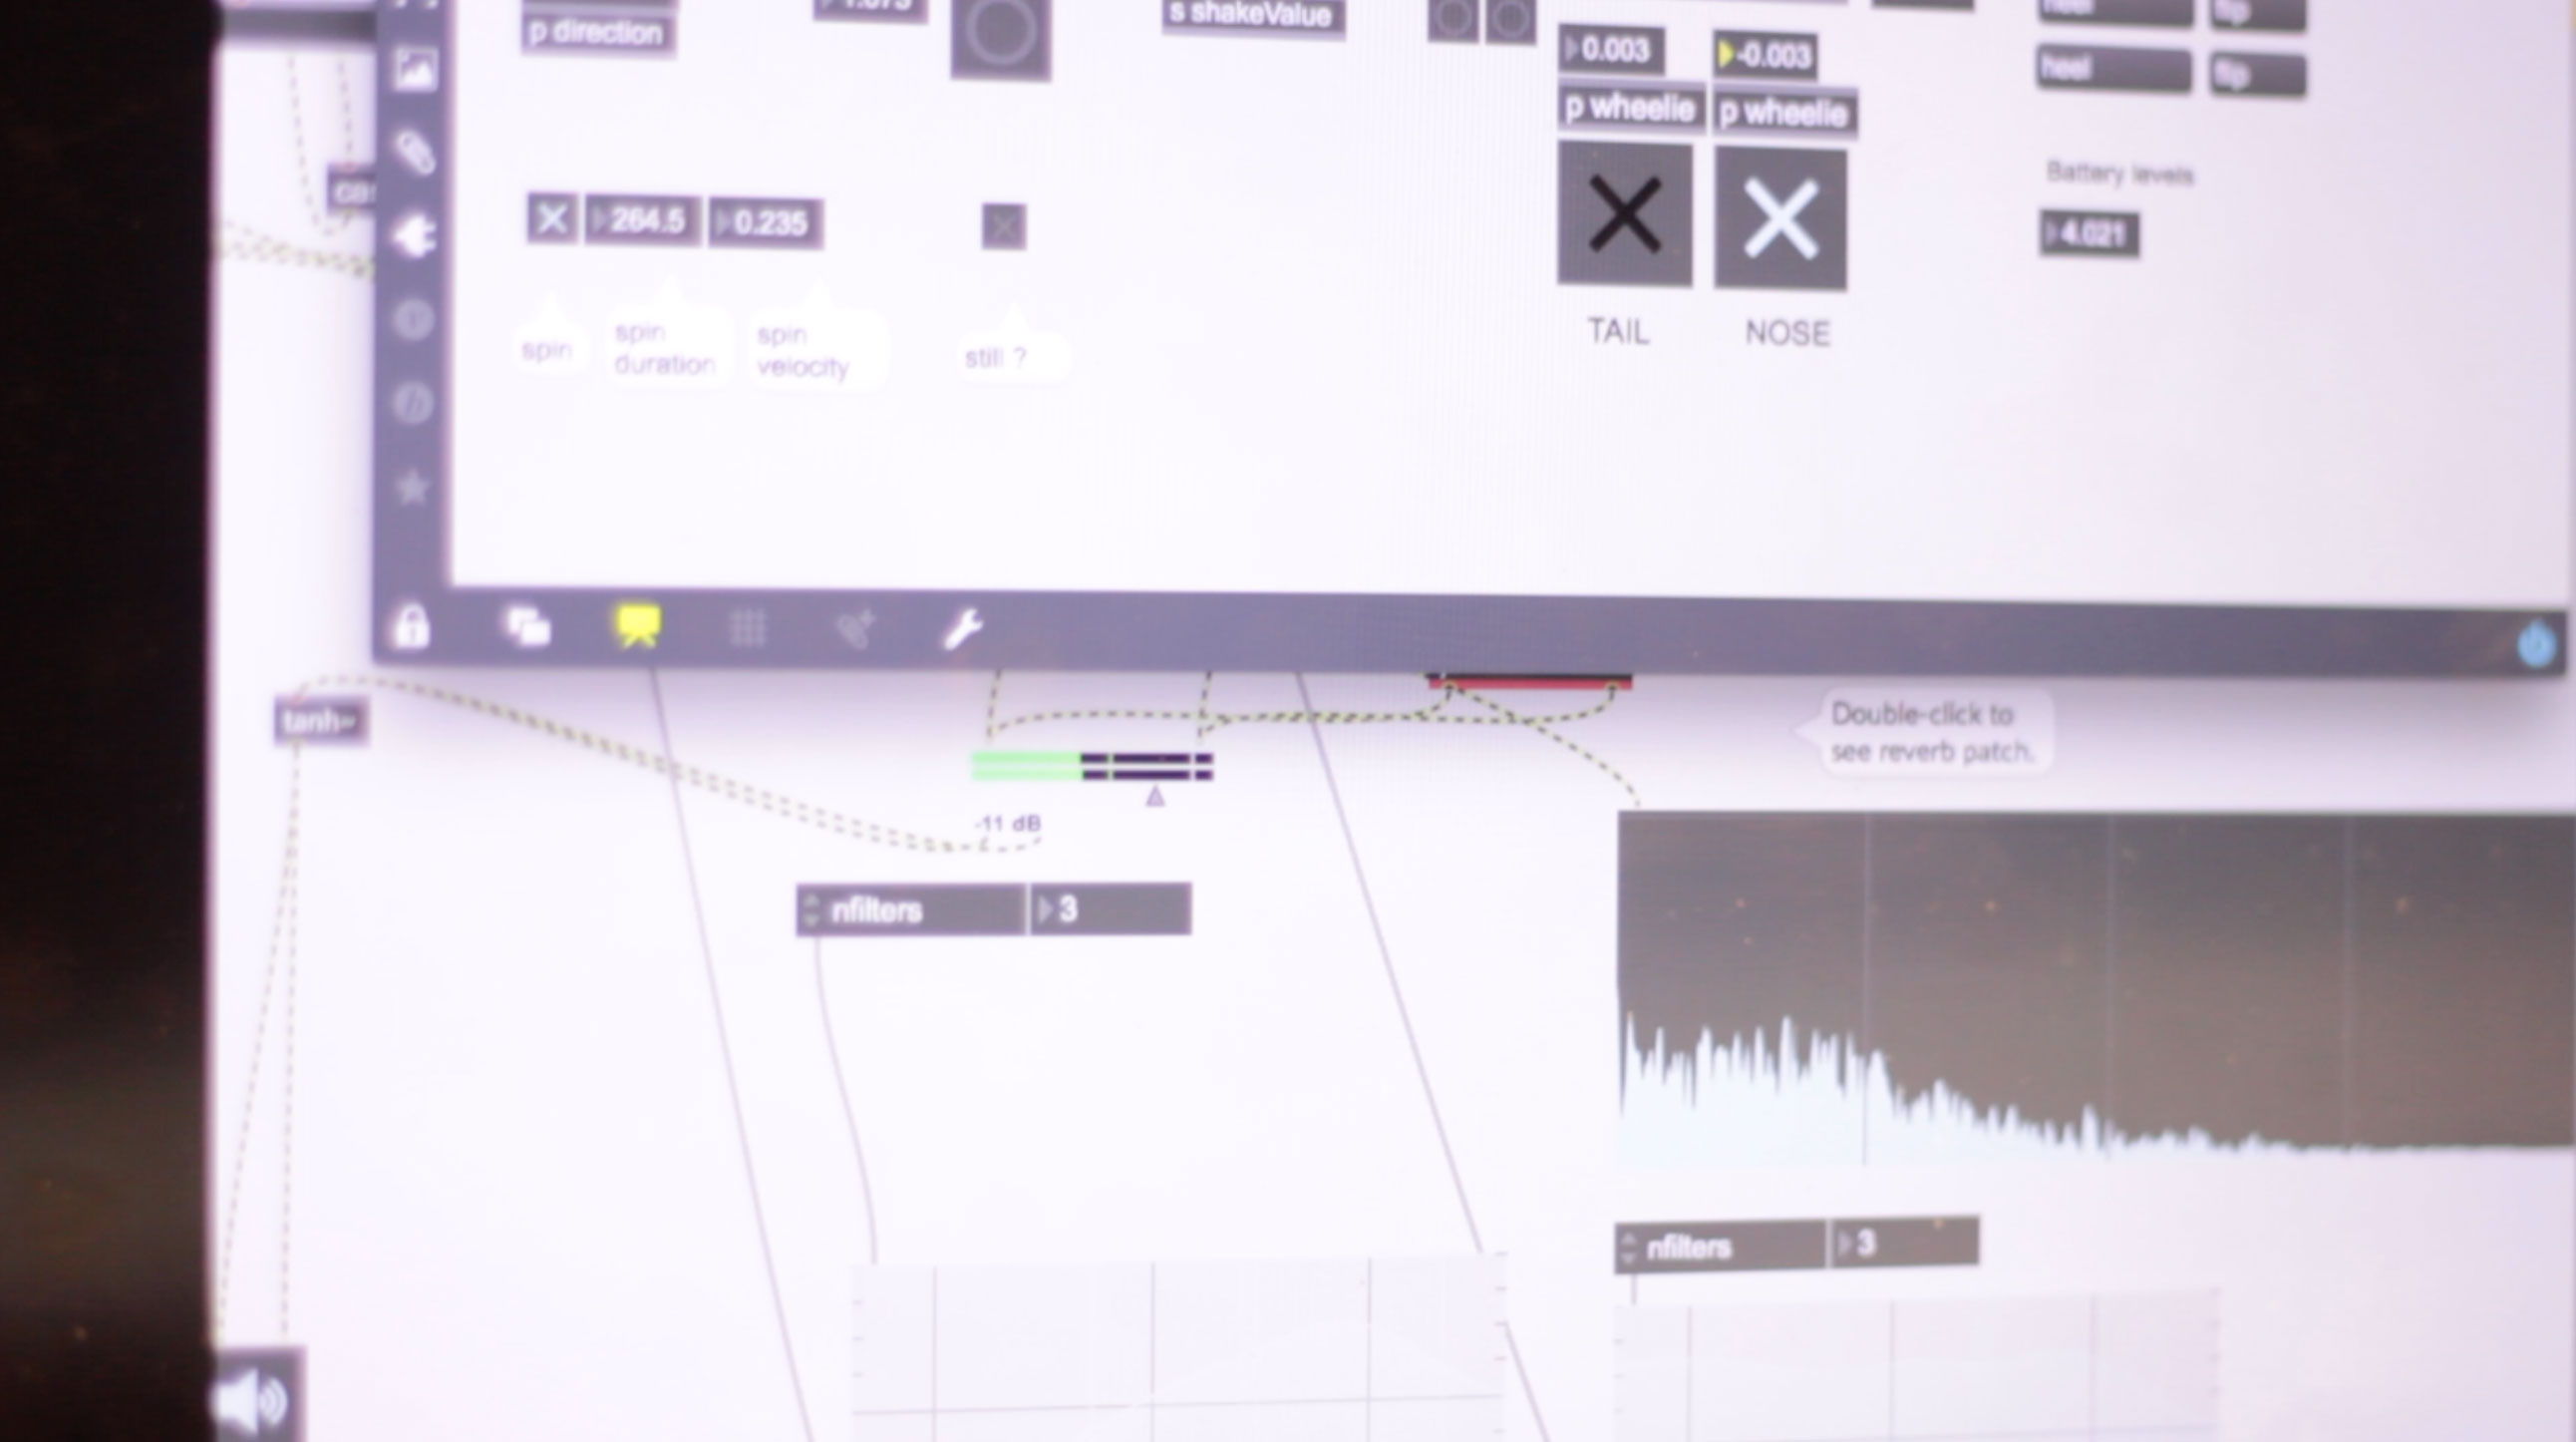 p direction
s shakeValue
0.003
-0.003
heel
flip
p wheelie
p wheelie
Battery levels
264.5
0.235
4.021
TAIL
NOSE
spin
spin
duration
spin
velocity
still ?
tanh~
Double-click to
see reverb patch.
-11 dB
nfilters
3
nfilters
3